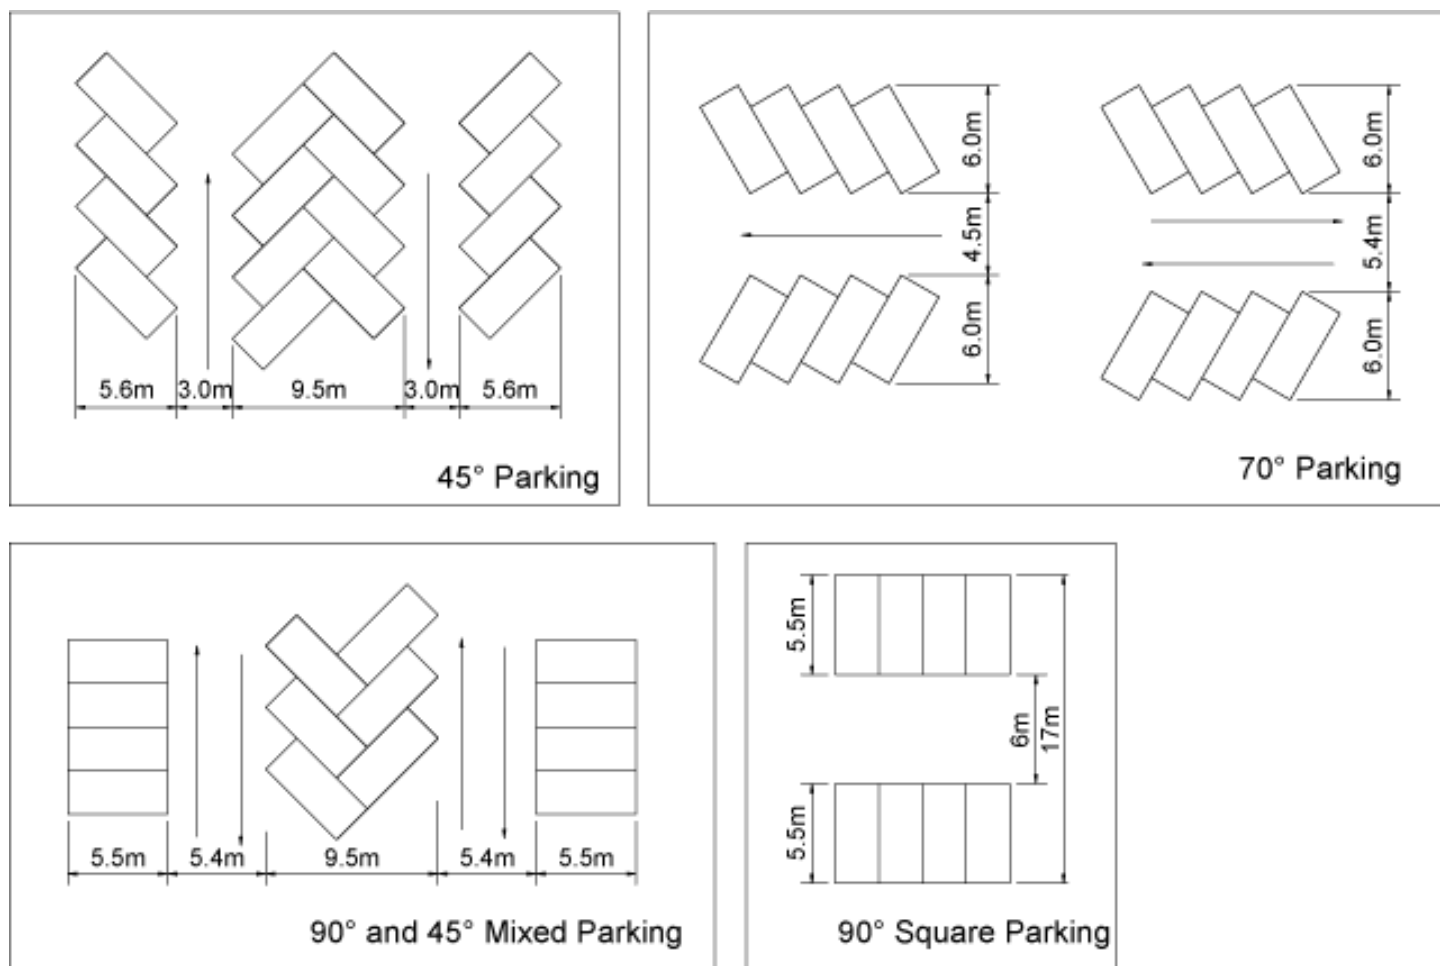 5.6m 3.0m 9.5m 3.0m 5.6m
45° Parking
6.0m
4.5m
6.0m
6.0m
5.4m
6.0m
70° Parking
5.5m 5.4m 9.5m 5.4m 5.5m
90° and 45° Mixed Parking
5.5m
6m
17m
5.5m
90° Square Parking